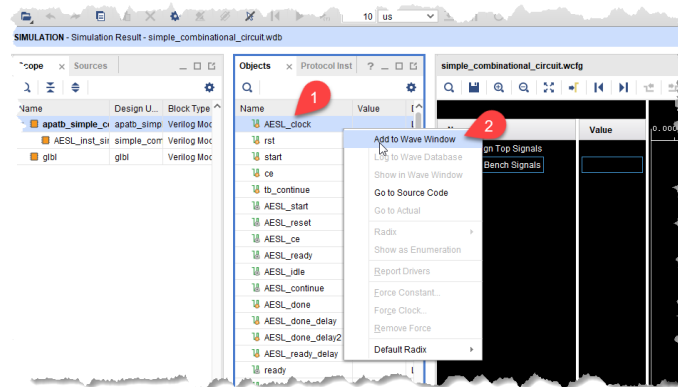 10 us
SIMULATION - Simulation Result - simple_combinational_circuit.wdb
Scope × Sources
Name Design U... Block Type
apatb_simple_cc apatb_simp Verilog Mod
AESL_inst_sir simple_com Verilog Mod
glbl glbl Verilog Mod
Objects × Protocol Inst ?
Name Value
1
AESL_clock
rst
start
ce
tb_continue
AESL_start
AESL_reset
AESL_ce
AESL_ready
AESL_idle
AESL_continue
AESL_done
AESL_done_delay
AESL_done_delay2
AESL_ready_delay
ready
2
Add to Wave Window
Log to Wave Database
Show in Wave Window
Go to Source Code
Go to Actual
Radix
Show as Enumeration
Report Drivers
Force Constant...
Force Clock...
Remove Force
Default Radix
simple_combinational_circuit.wcfg
Value
gn Top Signals
Bench Signals